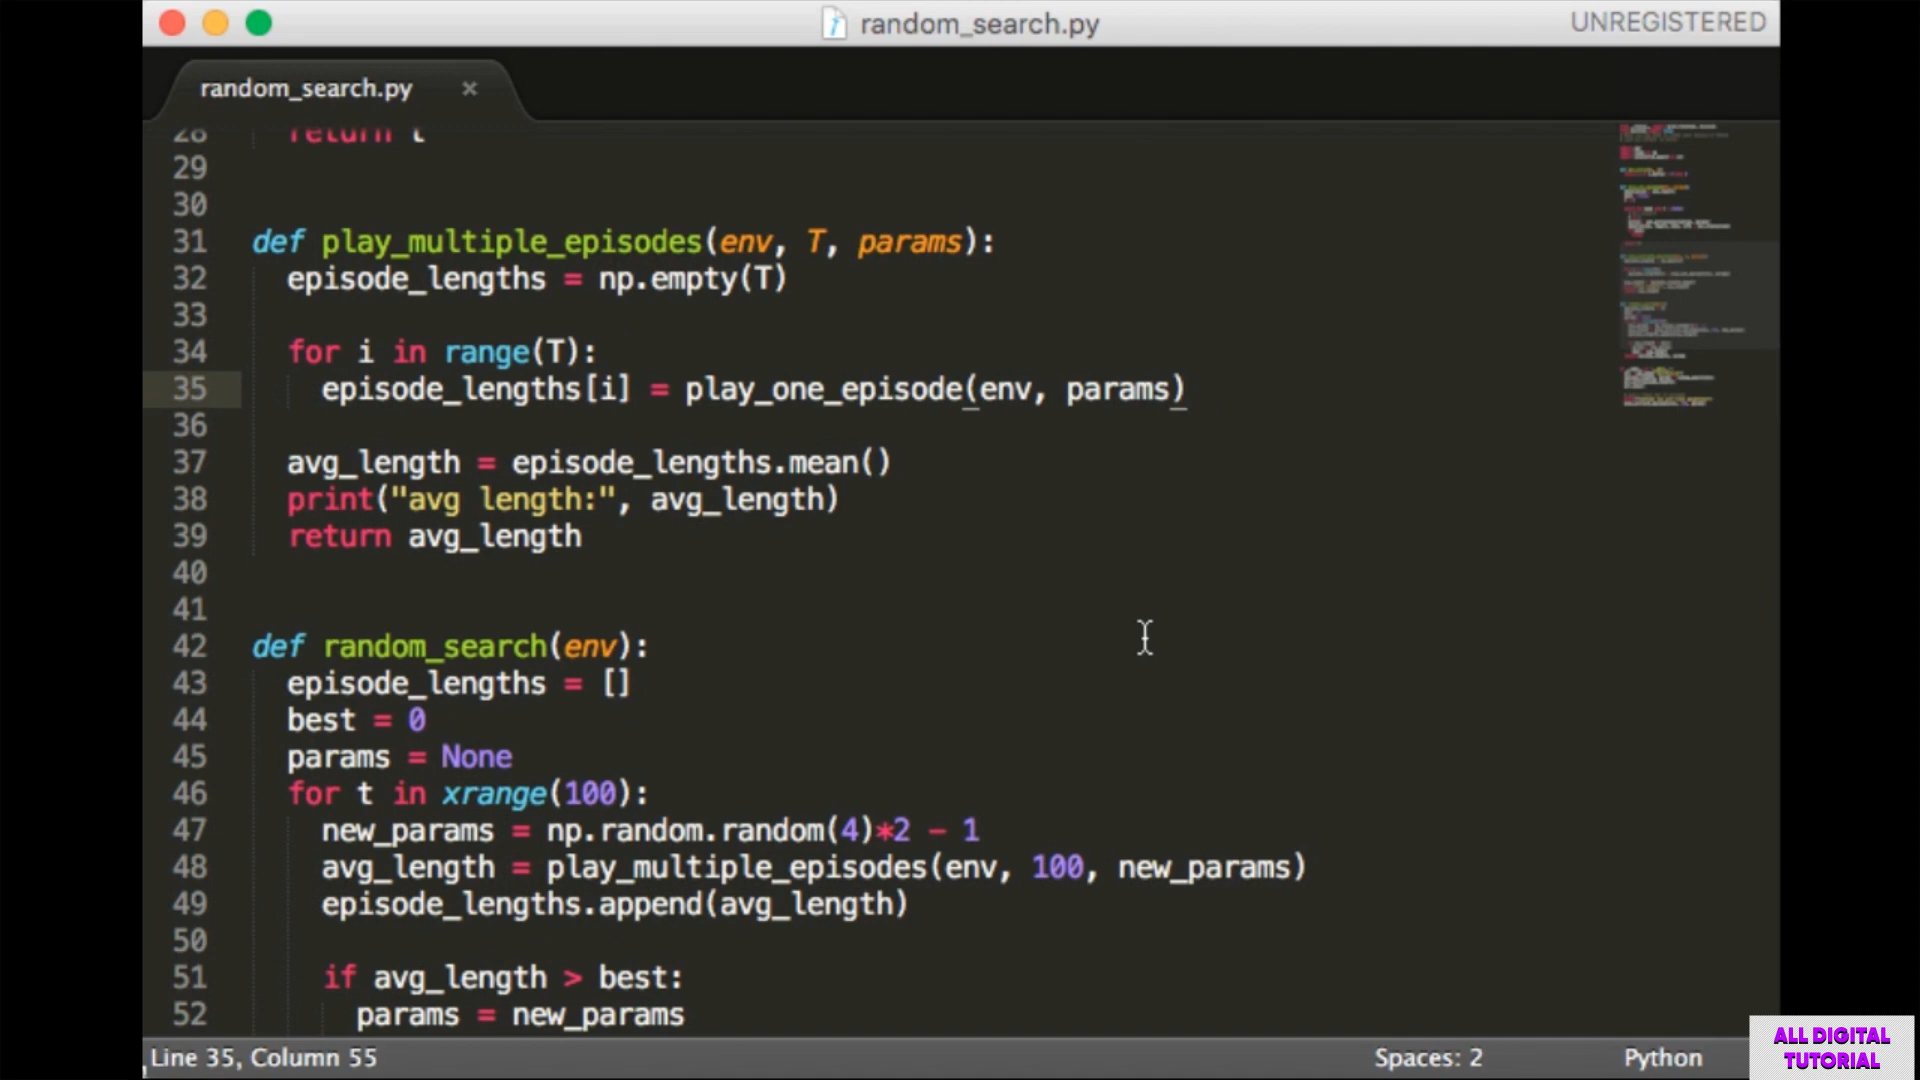 random_search.py
UNREGISTERED
random_search.py ×
28 return t
29
30
31 def play_multiple_episodes(env, T, params):
32 episode_lengths = np.empty(T)
33
34 for i in range(T):
35 episode_lengths[i] = play_one_episode(env, params)
36
37 avg_length = episode_lengths.mean()
38 print("avg length:", avg_length)
39 return avg_length
40
41
42 def random_search(env):
43 episode_lengths = []
44 best = 0
45 params = None
46 for t in xrange(100):
47 new_params = np.random.random(4)*2 - 1
48 avg_length = play_multiple_episodes(env, 100, new_params)
49 episode_lengths.append(avg_length)
50
51 if avg_length > best:
52 params = new_params
Line 35, Column 55
Spaces: 2
Python
ALL DIGITAL
TUTORIAL